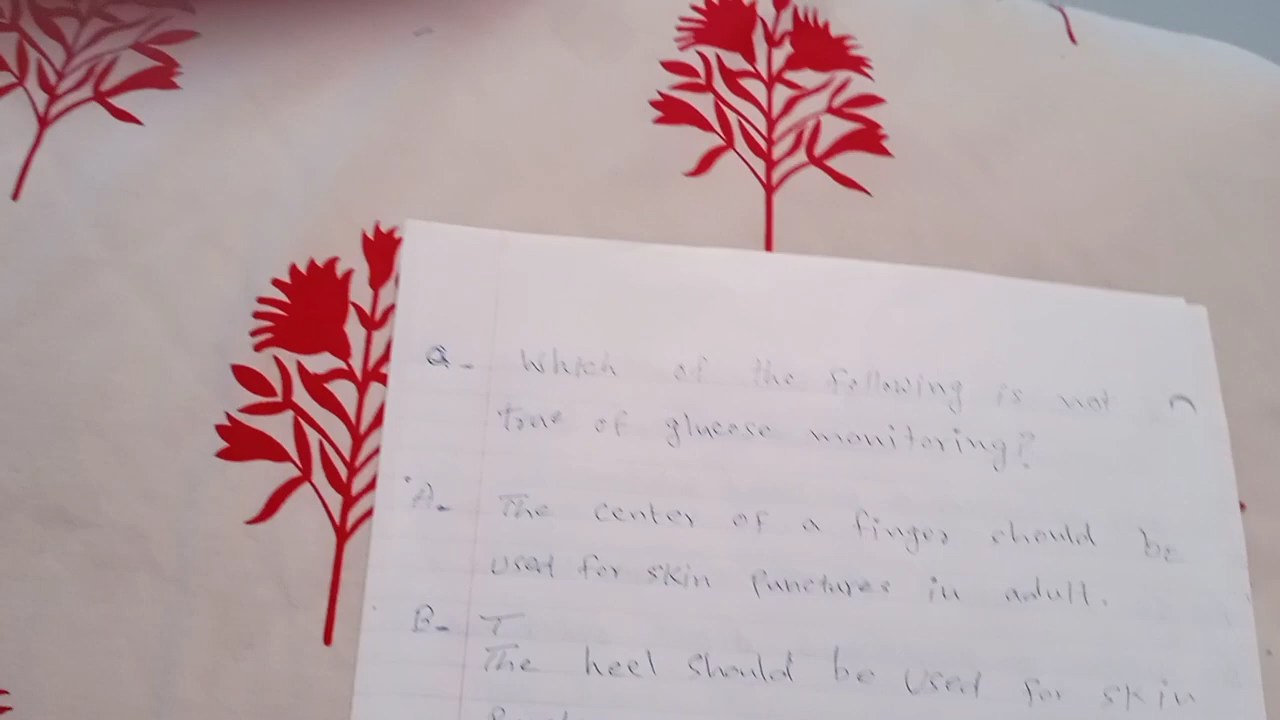 Q- Which of the following is not
true of glucose monitoring?
A- The center of a finger should be
used for skin punctures in adult.
B- T
The heel should be used for skin